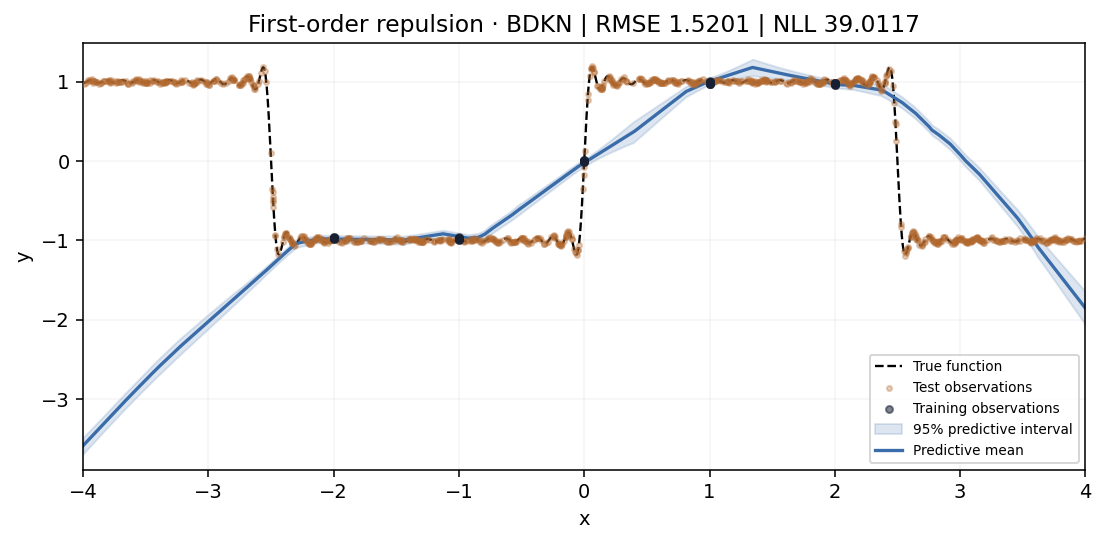 First-order repulsion · BDKN | RMSE 1.5201 | NLL 39.0117
1
0
−1
−2
−3
y
−4
−3
−2
−1
0
1
2
3
4
x
True function
Test observations
Training observations
95% predictive interval
Predictive mean